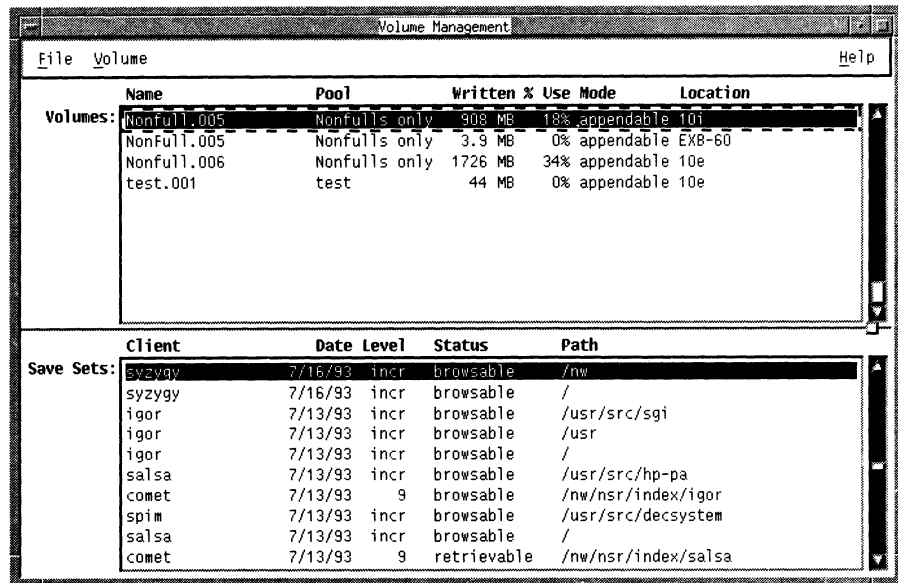 Volume Management
File Volume Help
Name Pool Written % Use Mode Location
Volumes: Nonfull.005 Nonfulls only 908 MB 18% appendable 10i
NonFull.005 Nonfulls only 3.9 MB 0% appendable EXB-60
Nonfull.006 Nonfulls only 1726 MB 34% appendable 10e
test.001 test 44 MB 0% appendable 10e
Client Date Level Status Path
Save Sets: syzygy 7/16/93 incr browsable /nw
syzygy 7/16/93 incr browsable /
igor 7/13/93 incr browsable /usr/src/sgi
igor 7/13/93 incr browsable /usr
igor 7/13/93 incr browsable /
salsa 7/13/93 incr browsable /usr/src/hp-pa
comet 7/13/93 9 browsable /nw/nsr/index/igor
spim 7/13/93 incr browsable /usr/src/decsystem
salsa 7/13/93 incr browsable /
comet 7/13/93 9 retrievable /nw/nsr/index/salsa